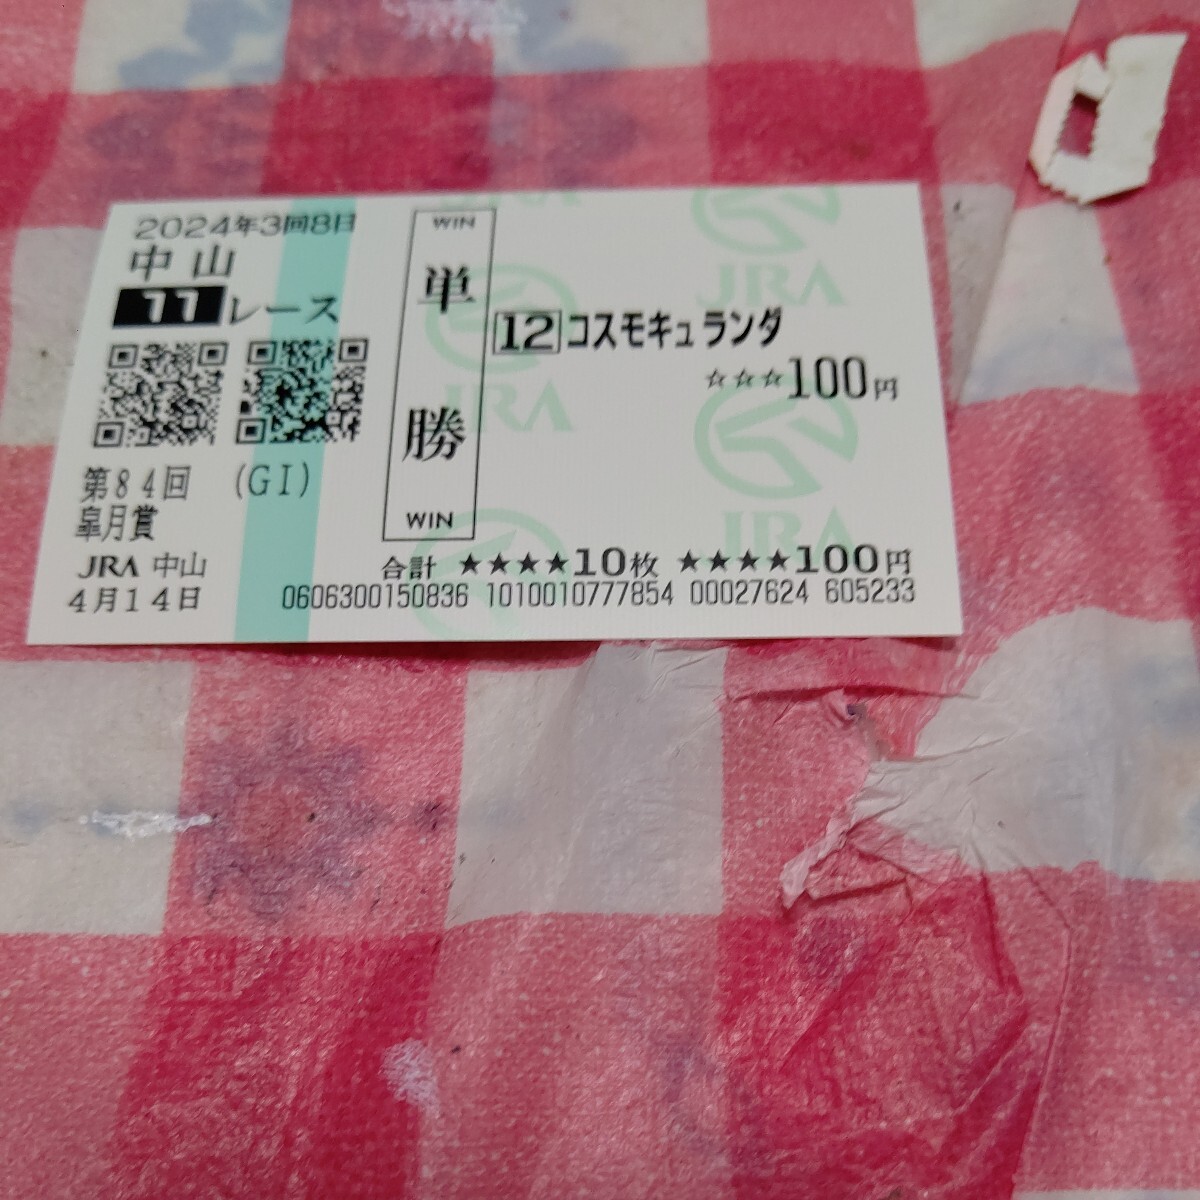 2024年3回8日
中山
11レース
第84回 (GI)
皐月賞
JRA 中山
4月14日
WIN
単勝
WIN
12 コスモキュランダ
☆☆☆100円
合計 ★★★★10枚 ★★★★100円
0606300150836 1010010777854 00027624 605233
JRA
JRA
JRA
JRA